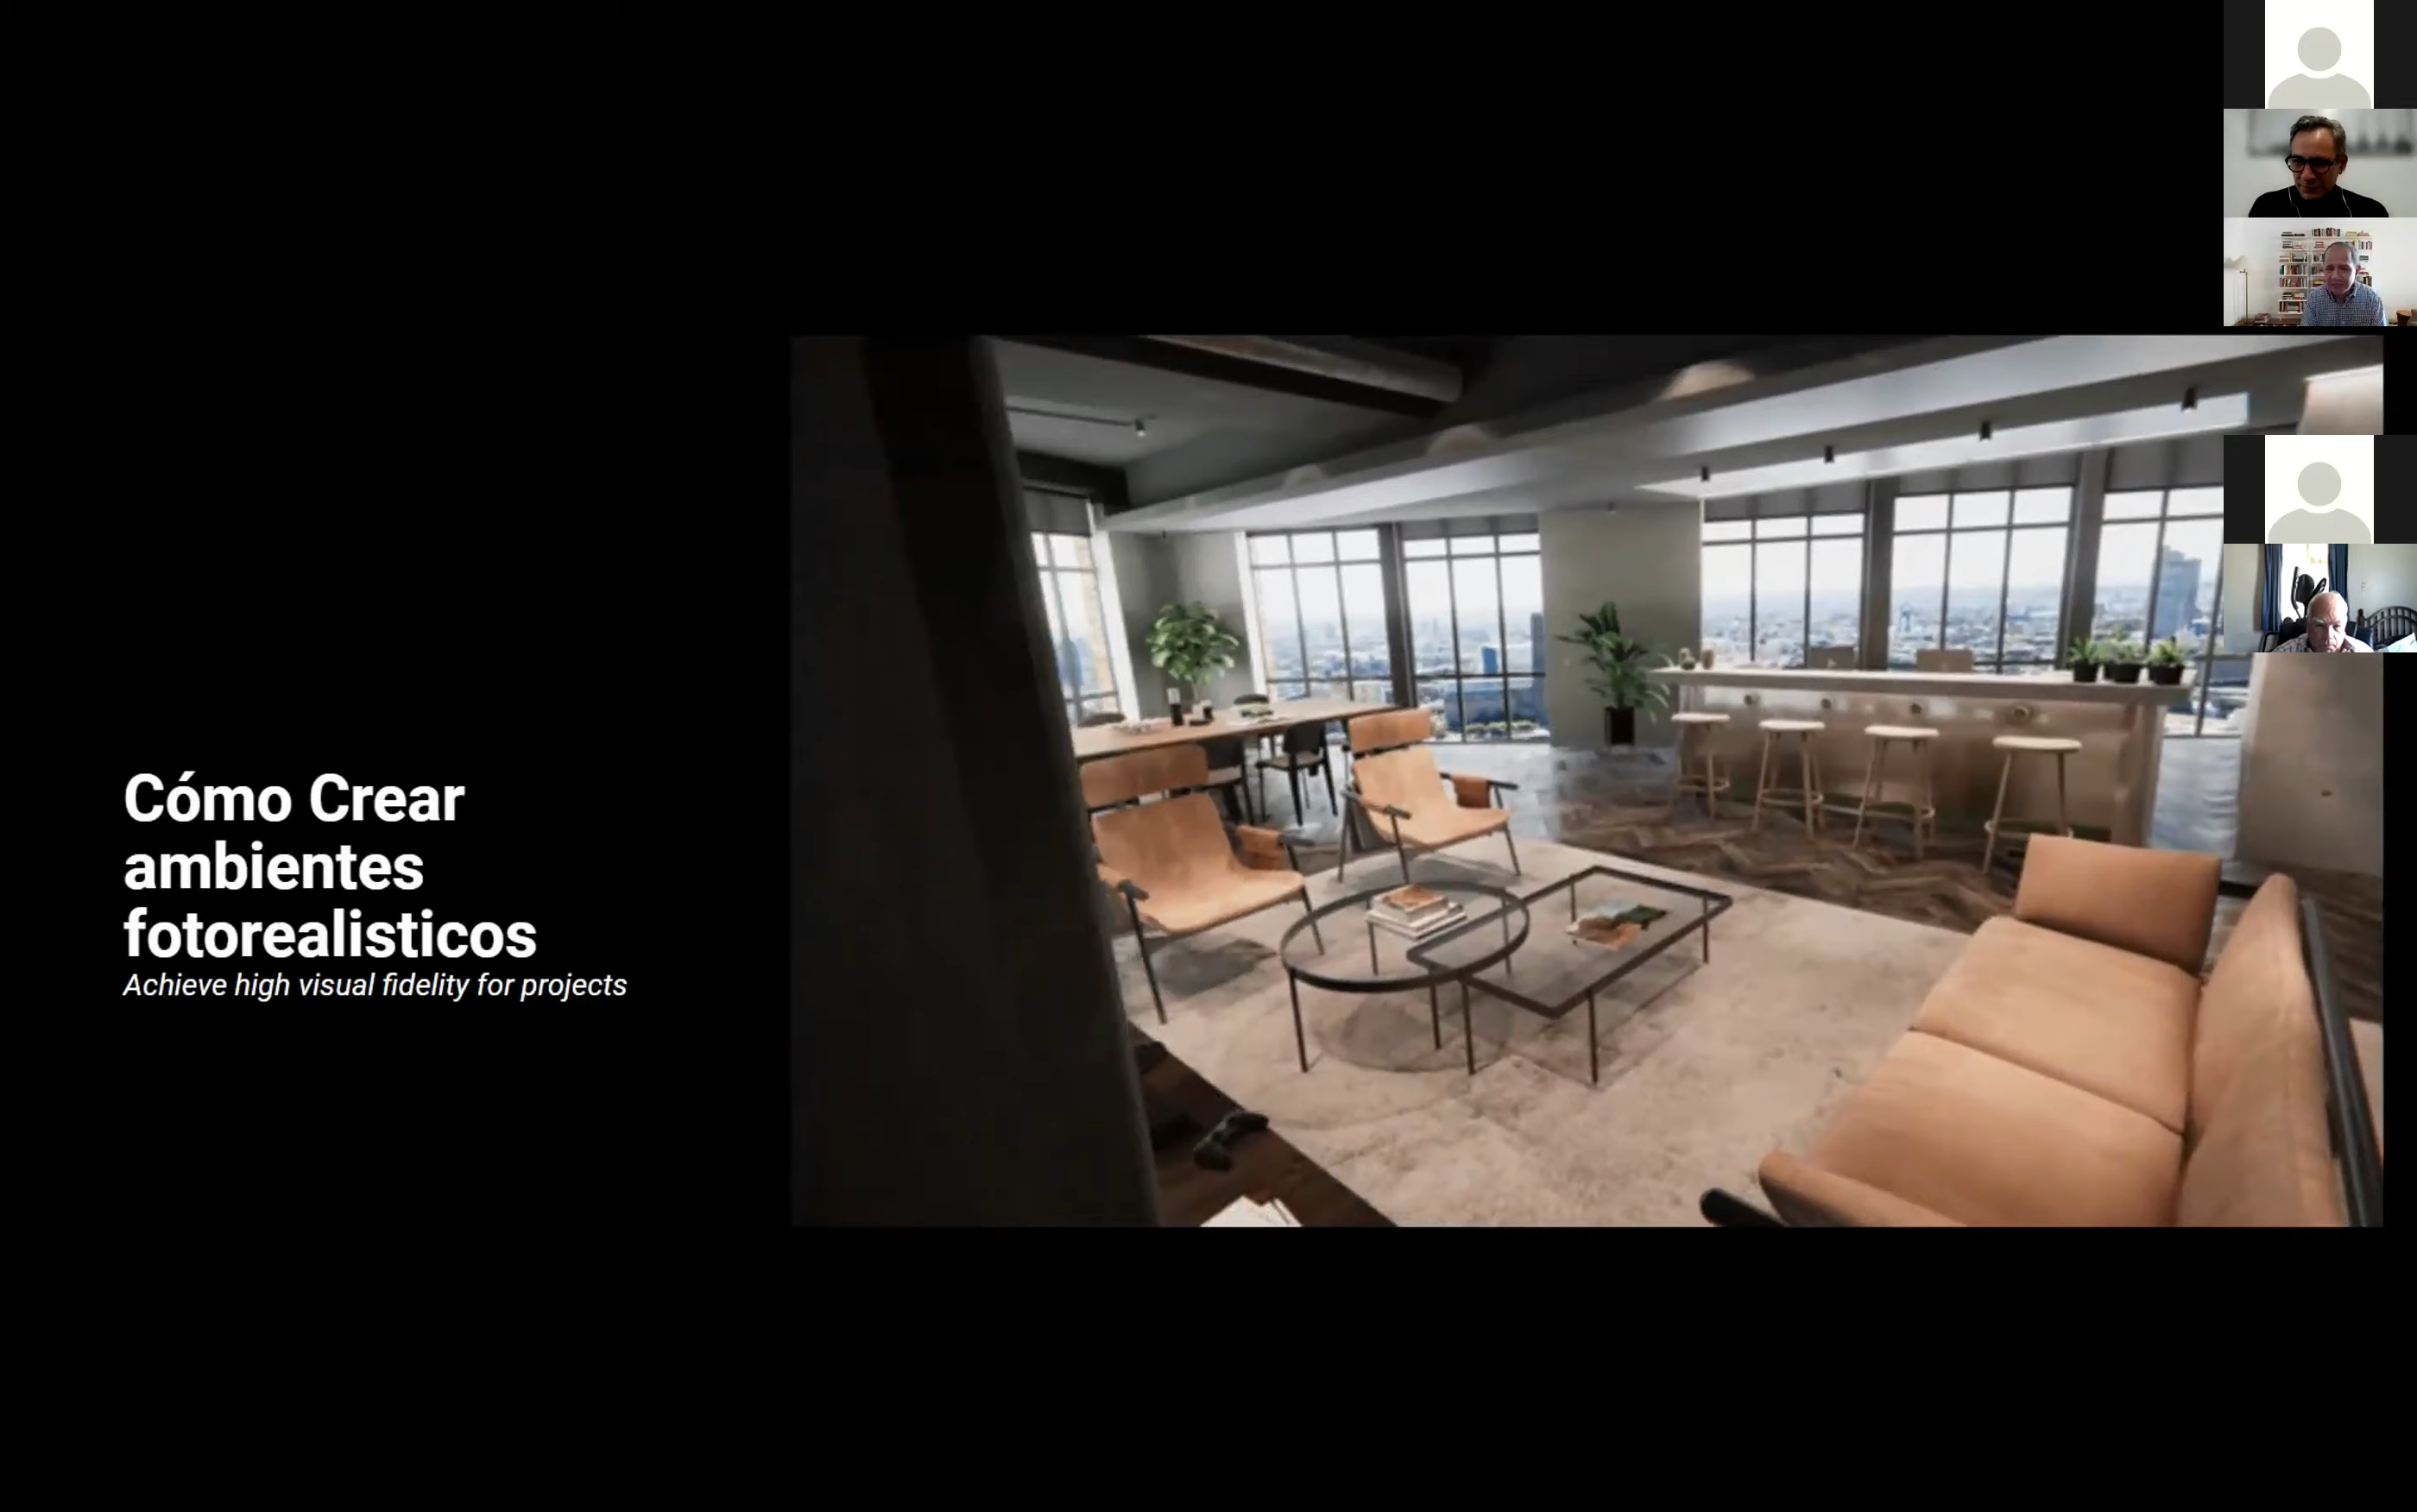 Cómo Crear
ambientes
fotorealisticos
Achieve high visual fidelity for projects